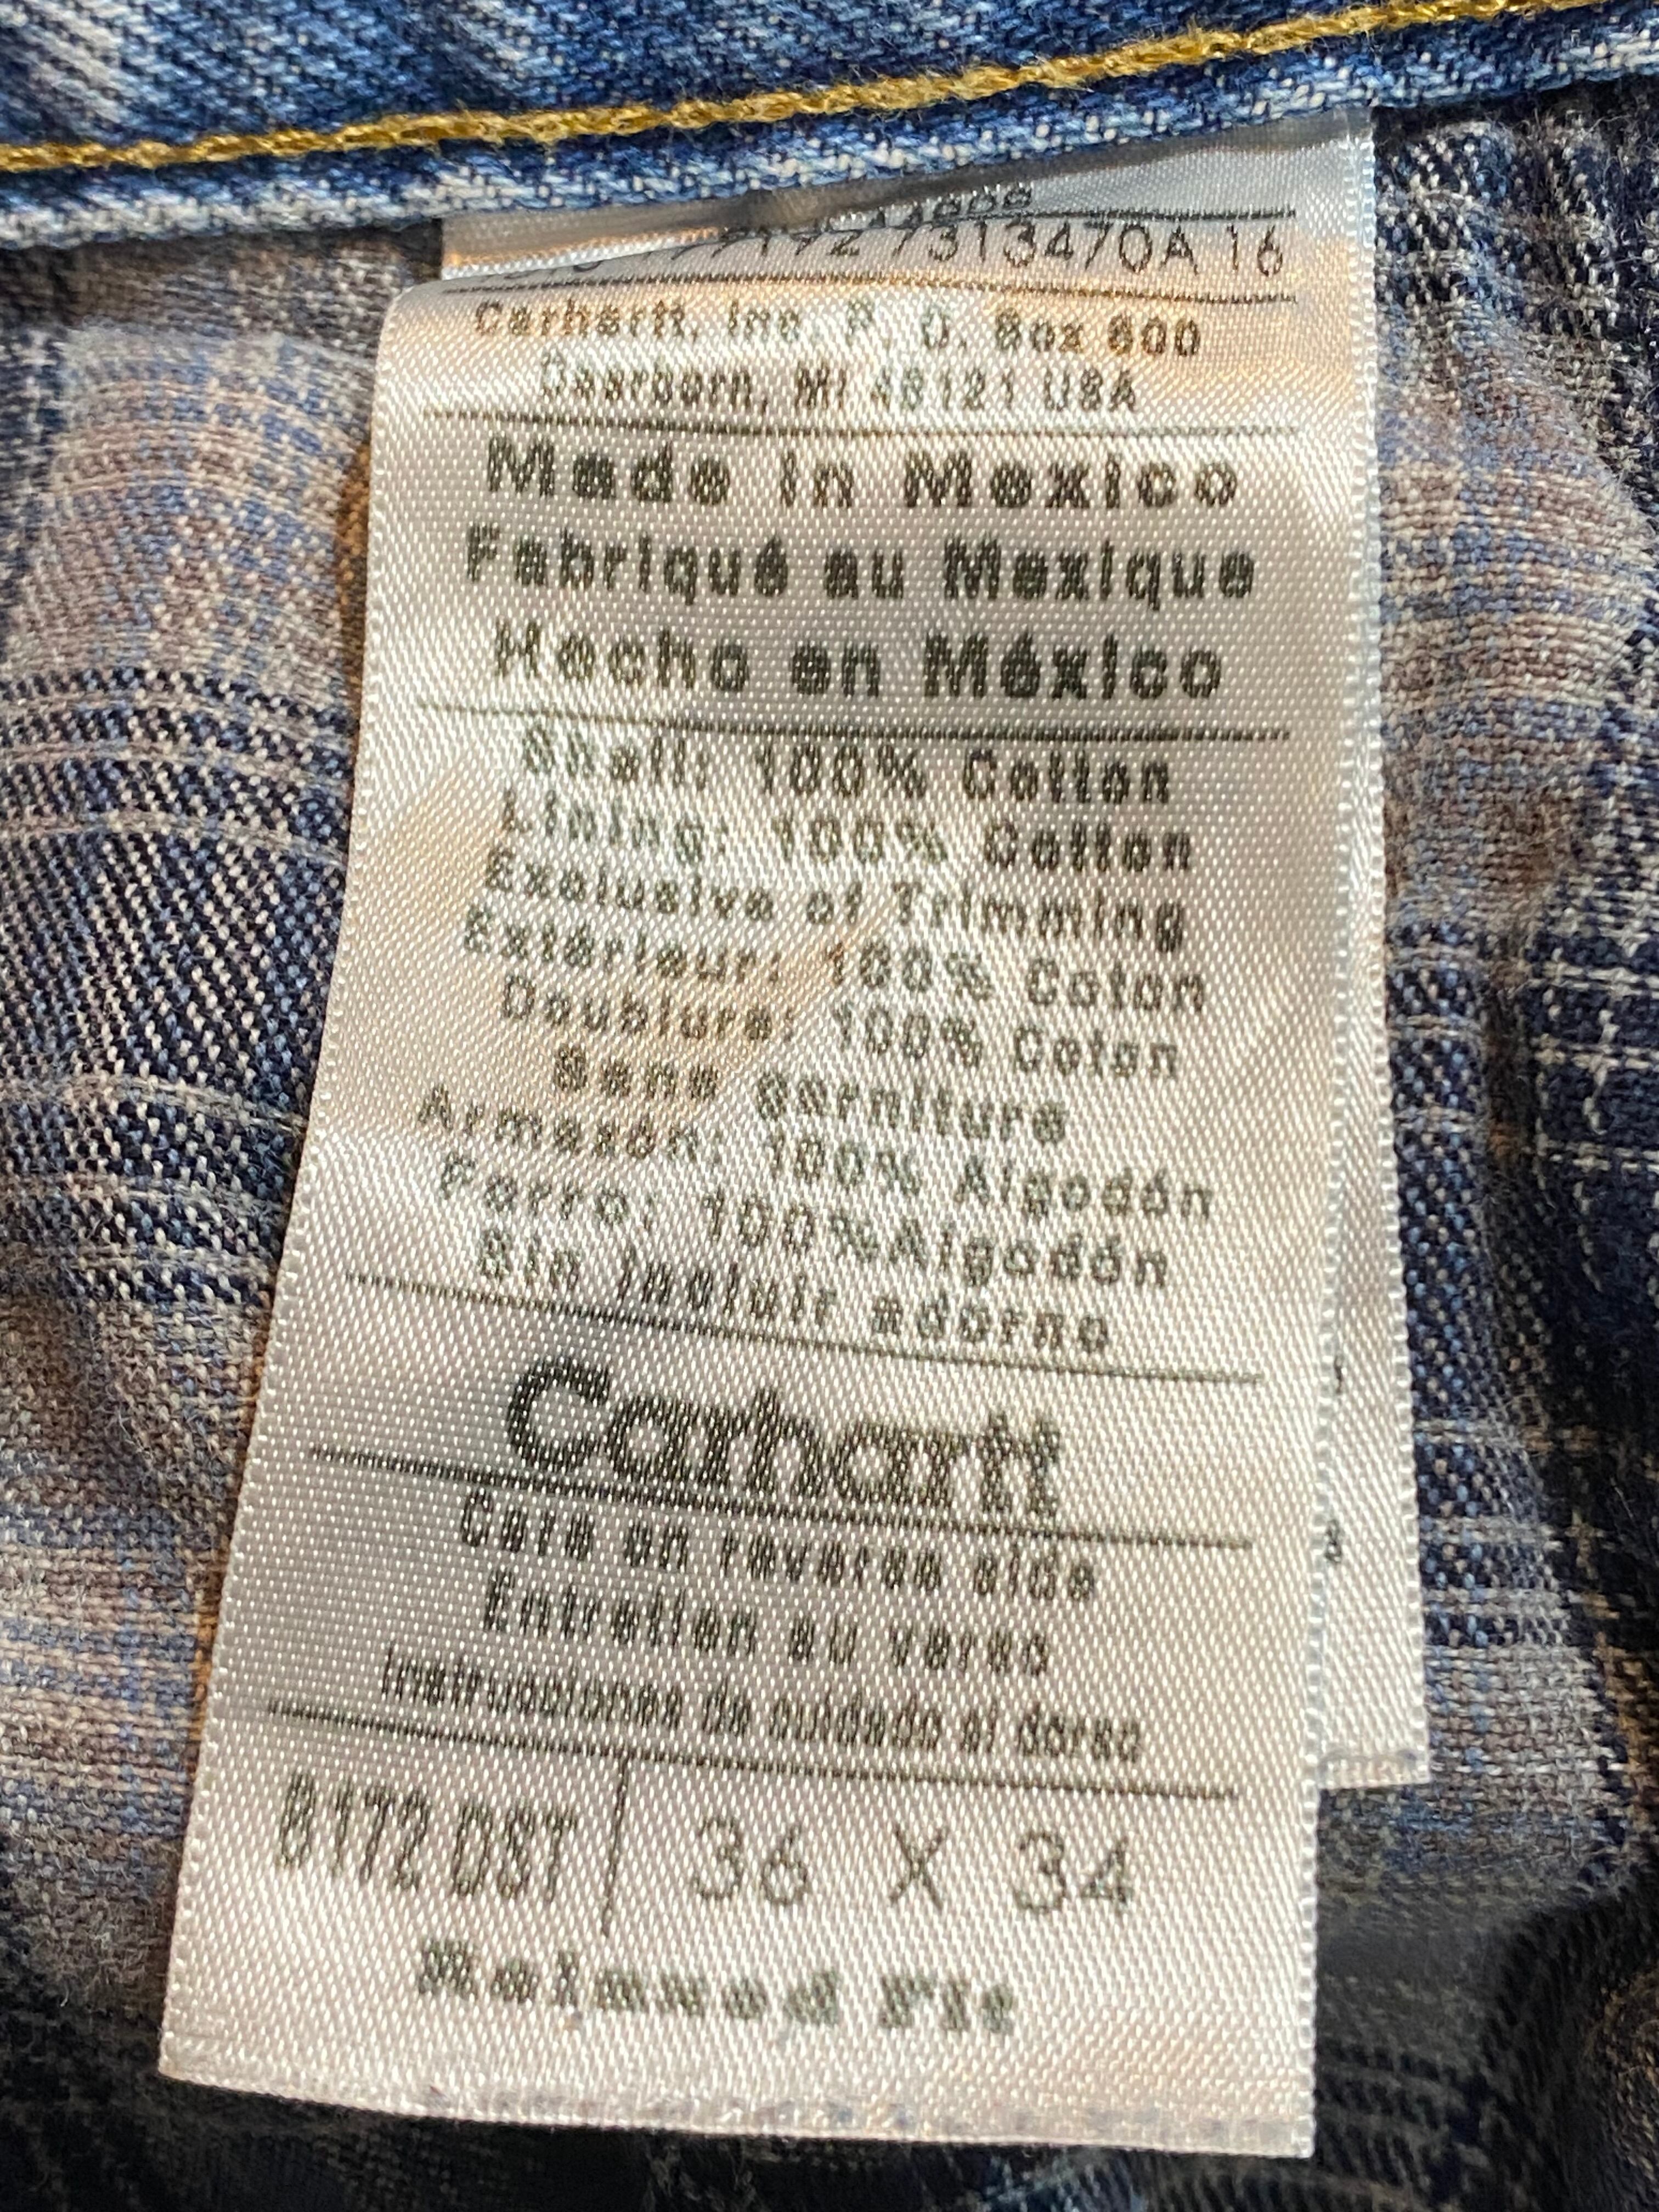 7313470A 16
Carhartt, Inc. P. O. Box 600
Dearborn, MI 48121 USA
Made in Mexico
Fabriqué au Mexique
Hecho en México
Shell: 100% Cotton
Lining: 100% Cotton
Exclusive of Trimming
Extérieur: 100% Coton
Doublure: 100% Coton
Sans garniture
Armazón: 100% Algodón
Forro: 100%Algodón
Sin incluir adorno
Carhartt
Care on reverse side
Entretien au verso
Instrucciones de cuidado al dorso
B172 DST 36 X 34
Relaxed Fit